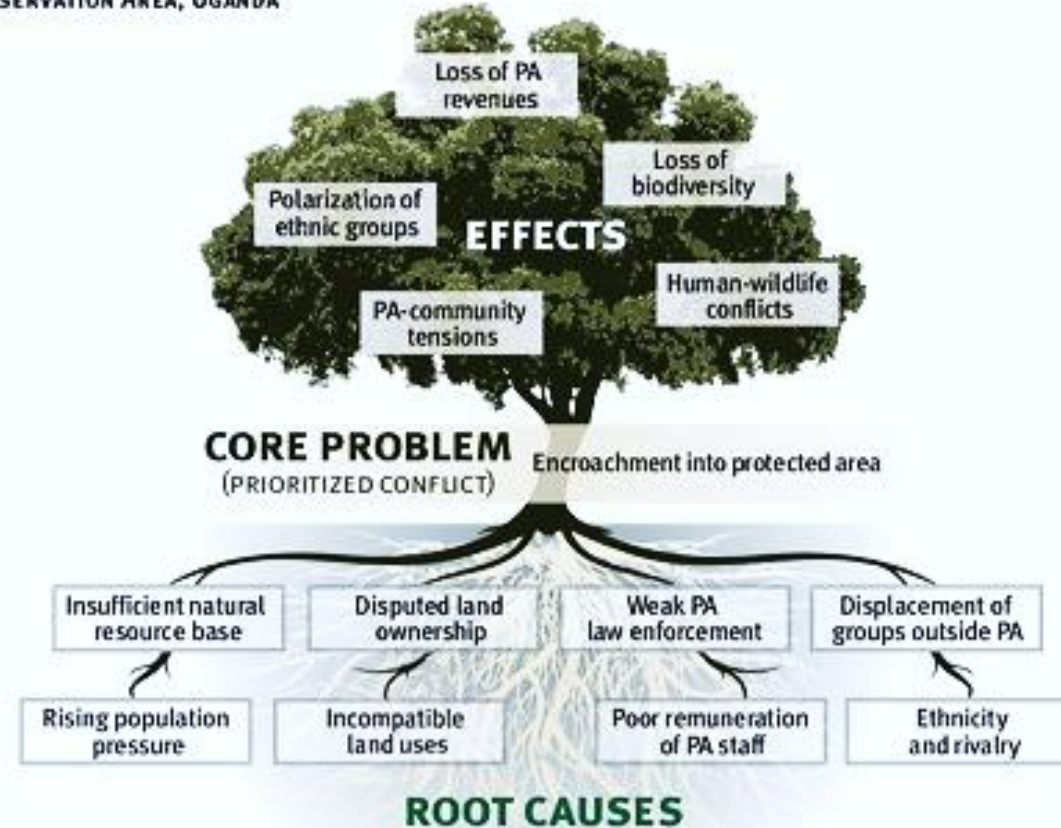 AREA, UGANDA
Loss of PA
revenues
Loss of
biodiversity
Polarization of
ethnic groups
EFFECTS
Human-wildlife
conflicts
PA-community
tensions
CORE PROBLEM
(PRIORITIZED CONFLICT)
Encroachment into protected area
Insufficient natural
resource base
Disputed land
ownership
Weak PA
law enforcement
Displacement of
groups outside PA
Rising population
pressure
Incompatible
land uses
Poor remuneration
of PA staff
Ethnicity
and rivalry
ROOT CAUSES